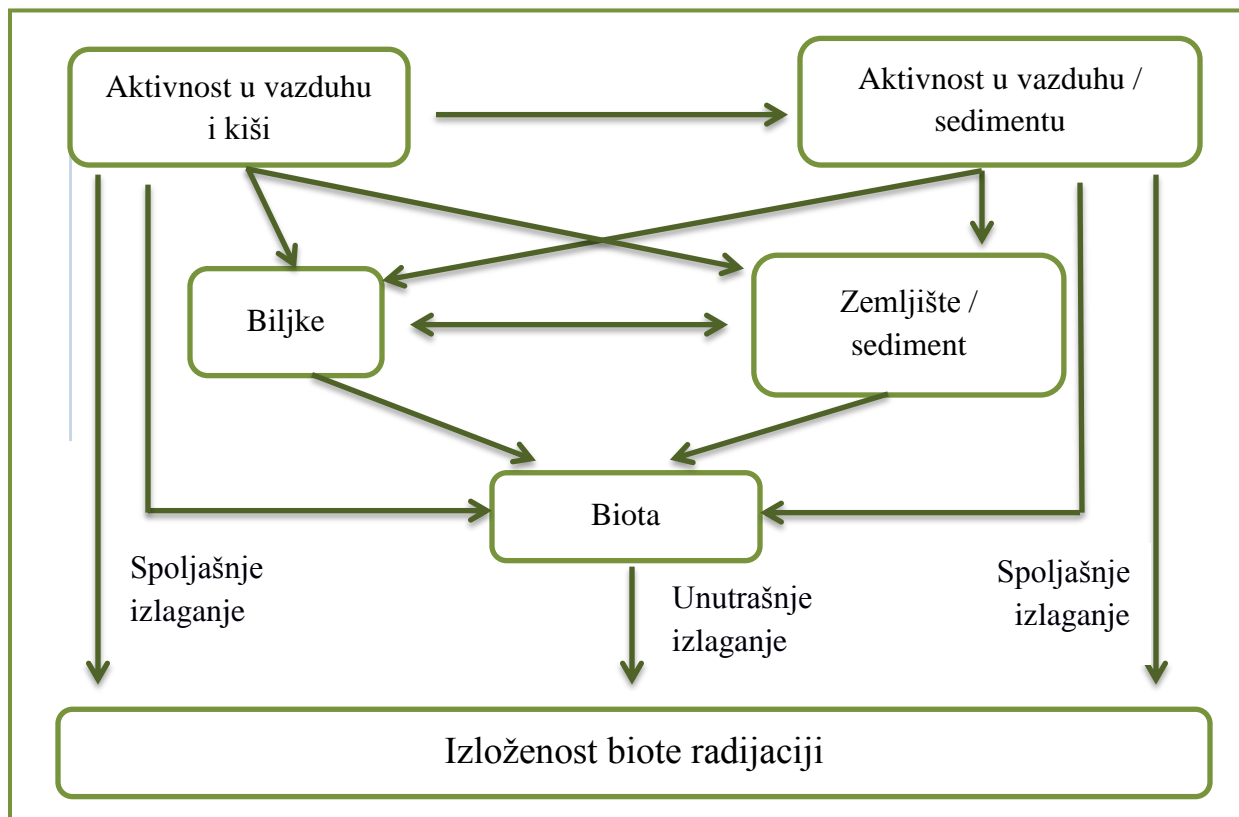 Aktivnost u vazduhu
i kiši
Aktivnost u vazduhu /
sedimentu
Biljke
Zemljište /
sediment
Biota
Spoljašnje
izlaganje
Unutrašnje
izlaganje
Spoljašnje
izlaganje
Izloženost biote radijaciji